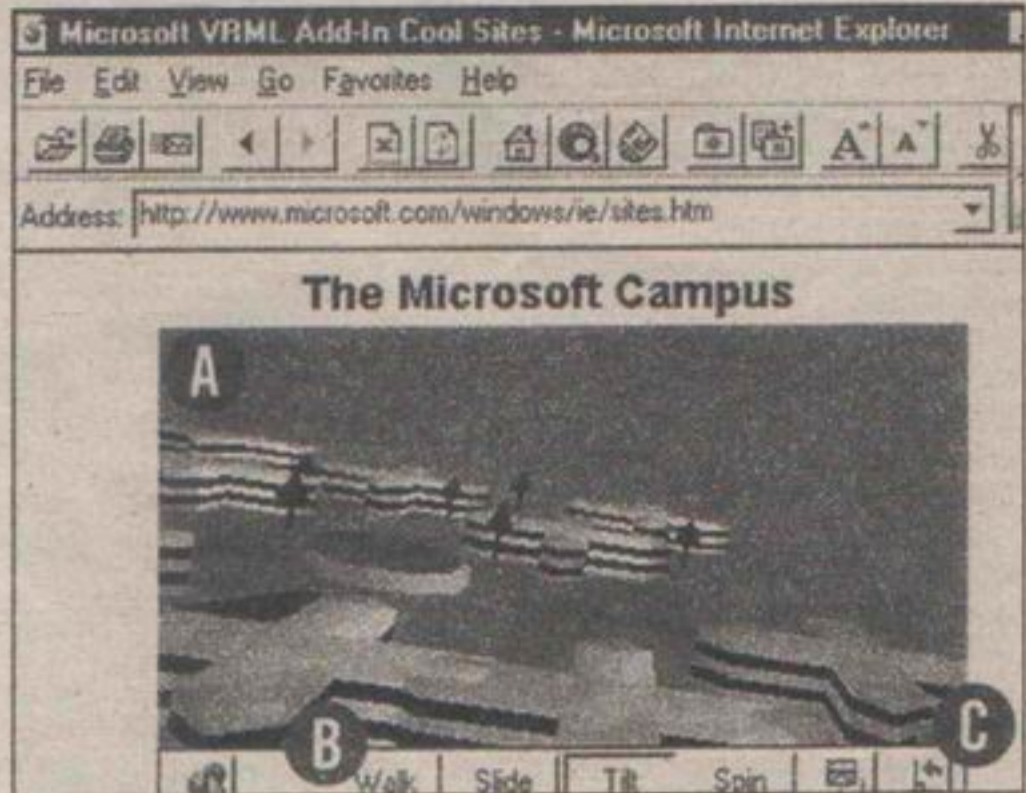 Microsoft VRML Add-In Cool Sites - Microsoft Internet Explorer
File Edit View Go Favorites Help
A A
Address: http://www.microsoft.com/windows/ie/sites.htm
The Microsoft Campus
A
B
C
Walk Slide Tilt Spin